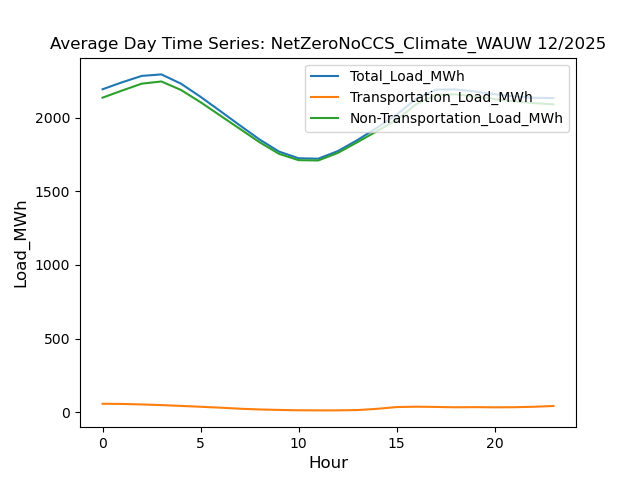 Average Day Time Series: NetZeroNoCCS_Climate_WAUW 12/2025
Total_Load_MWh
Transportation_Load_MWh
Non-Transportation_Load_MWh
Load_MWh
2000
1500
1000
500
0
0 5 10 15 20
Hour